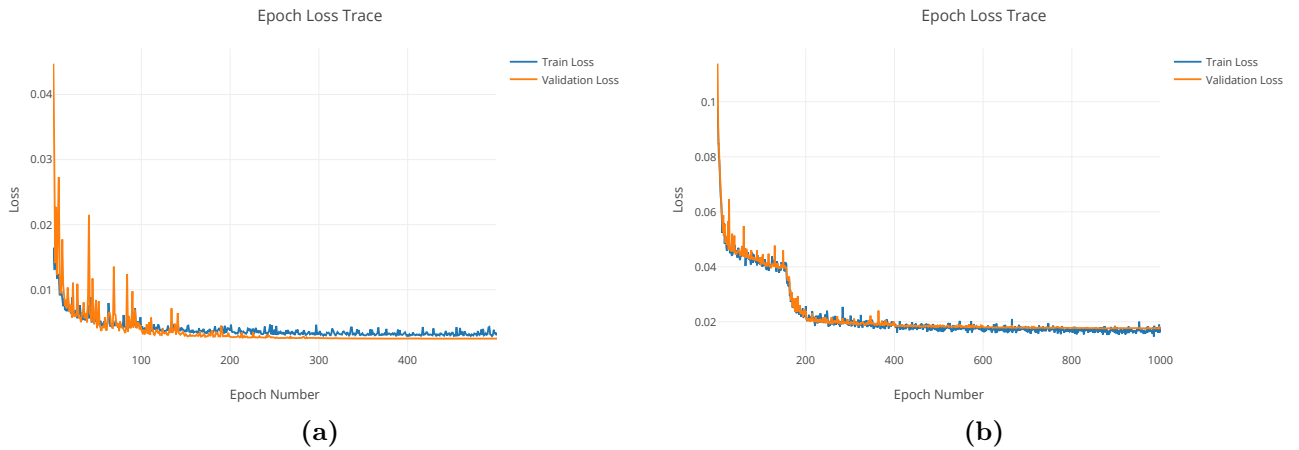 Epoch Loss Trace
Train Loss
Validation Loss
0.04
0.03
0.02
0.01
Loss
100
200
300
400
Epoch Number
(a)
Epoch Loss Trace
Train Loss
Validation Loss
0.1
0.08
0.06
0.04
0.02
Loss
200
400
600
800
1000
Epoch Number
(b)